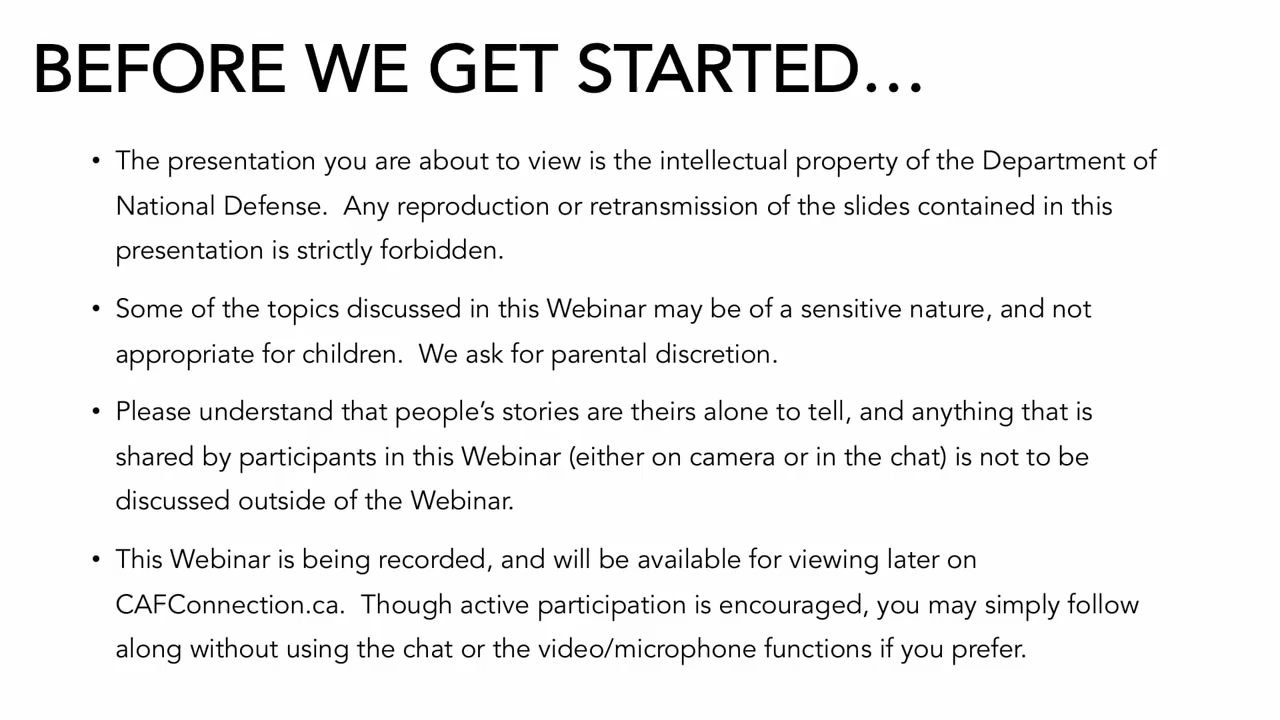 BEFORE WE GET STARTED…
• The presentation you are about to view is the intellectual property of the Department of
National Defense.  Any reproduction or retransmission of the slides contained in this
presentation is strictly forbidden.
• Some of the topics discussed in this Webinar may be of a sensitive nature, and not
appropriate for children.  We ask for parental discretion.
• Please understand that people’s stories are theirs alone to tell, and anything that is
shared by participants in this Webinar (either on camera or in the chat) is not to be
discussed outside of the Webinar.
• This Webinar is being recorded, and will be available for viewing later on
CAFConnection.ca.  Though active participation is encouraged, you may simply follow
along without using the chat or the video/microphone functions if you prefer.